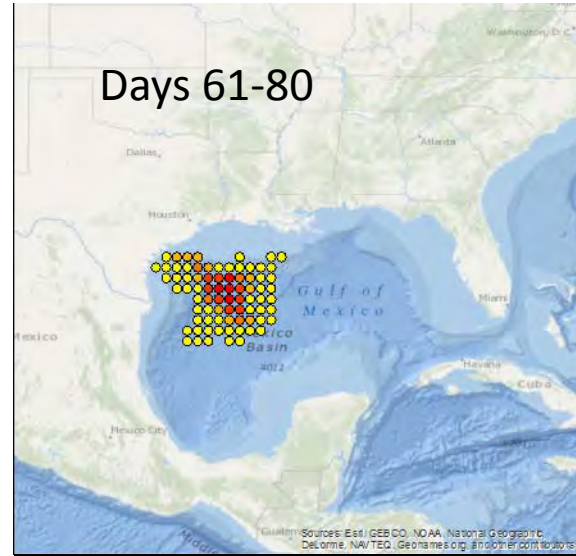 Washington, D.C.
Days 61-80
Atlanta
Dallas
Houston
Gulf of
Mexico
Miami
Mexico
Basin
Havana
4012
Cuba
Mexico City
Sources: Esri, GEBCO, NOAA, National Geographic,
DeLorme, NAVTEQ, Geonames.org, and other contributors